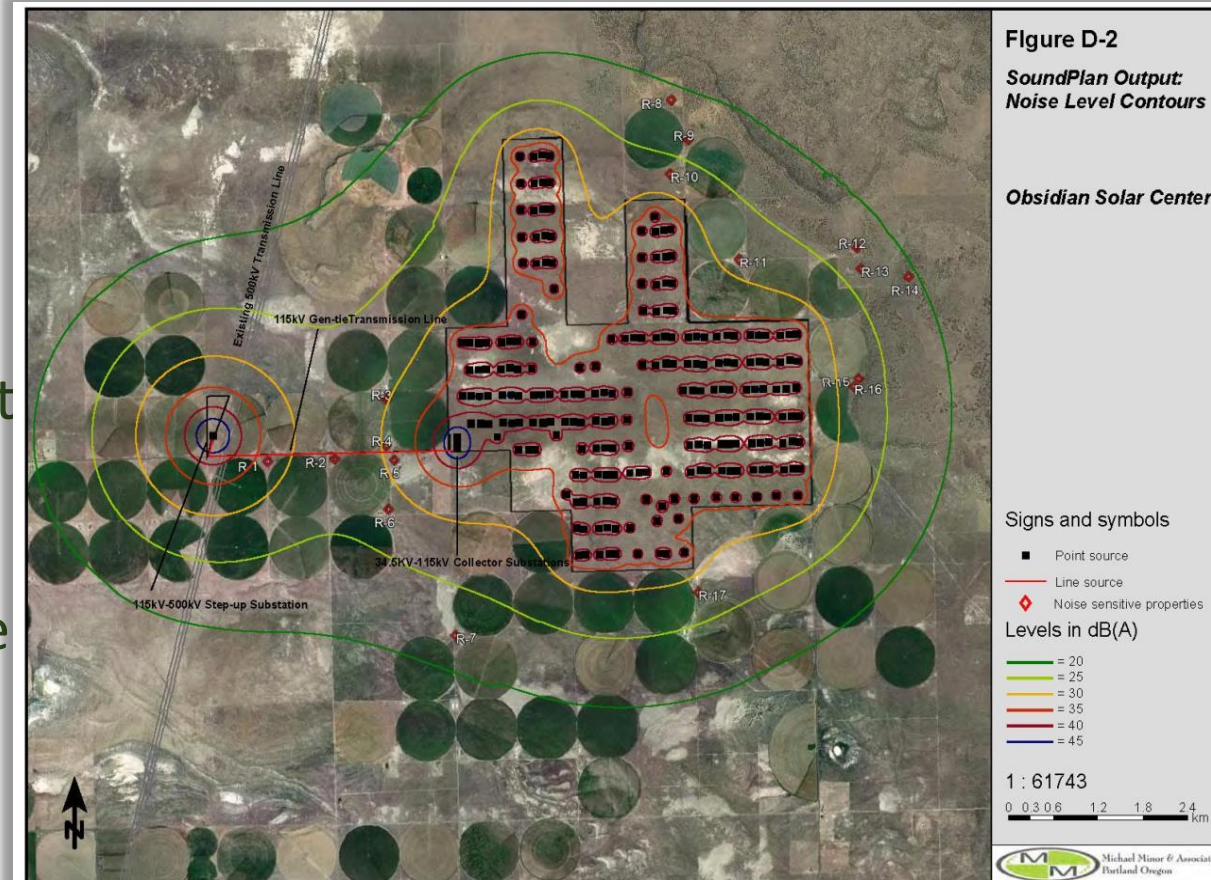 FIgure D-2
SoundPlan Output:
Noise Level Contours
Obsidian Solar Center
R-8
R-9
R-10
Existing 500kV Transmission Line
R-12
R-11
R-13
R-14
115kV Gen-tieTransmission Line
R-15
R-16
R-3
R-4
R-1
R-2
R-5
R-6
34.5KV-115kV Collector Substations
R-17
115kV-500kV Step-up Substation
R-7
N
t
e
Signs and symbols
Point source
Line source
Noise sensitive properties
Levels in dB(A)
= 20
= 25
= 30
= 35
= 40
= 45
1 : 61743
0 0.3 0.6 1.2 1.8 2.4
km
MM
Michael Minor & Associat
Portland Oregon